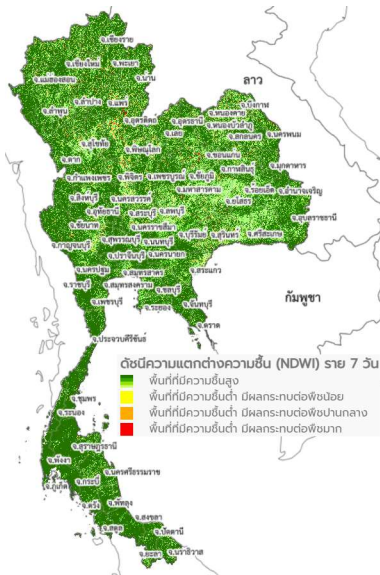 จ.เชียงราย
จ.เชียงใหม่ จ.พะเยา
จ.แม่ฮ่องสอน จ.น่าน
จ.ลำปาง จ.แพร่
จ.ลำพูน
ลาว
จ.บึงกาฬ
จ.หนองคาย
จ.อุตรดิตถ์ จ.อุดรธานี จ.หนองบัวลำภู จ.นครพนม
จ.เลย จ.สกลนคร
จ.สุโขทัย
จ.พิษณุโลก
จ.ตาก จ.ขอนแก่น
จ.กาฬสินธุ์ จ.มุกดาหาร
จ.กำแพงเพชร จ.พิจิตร จ.เพชรบูรณ์ จ.ชัยภูมิ
จ.มหาสารคาม จ.ร้อยเอ็ด จ.อำนาจเจริญ
จ.สิงห์บุรี จ.นครสวรรค์ จ.ยโสธร
จ.อุทัยธานี จ.สระบุรี จ.ลพบุรี
จ.อุบลราชธานี
จ.ชัยนาท จ.นครราชสีมา จ.บุรีรัมย์ จ.สุรินทร์ จ.ศรีสะเกษ
จ.กาญจนบุรี จ.สุพรรณบุรี จ.นนทบุรี
จ.ปราจีนบุรี จ.นครนายก
จ.นครปฐม จ.สมุทรสาคร จ.สระแก้ว
จ.ราชบุรี จ.สมุทรสงคราม จ.ชลบุรี
จ.เพชรบุรี จ.ระยอง จ.จันทบุรี
กัมพูชา
จ.ตราด
จ.ประจวบคีรีขันธ์
ดัชนีความแตกต่างความชื้น (NDWI) ราย 7 วัน
พื้นที่ที่มีความชื้นสูง
พื้นที่ที่มีความชื้นต่ำ มีผลกระทบต่อพืชน้อย
พื้นที่ที่มีความชื้นต่ำ มีผลกระทบต่อพืชปานกลาง
พื้นที่ที่มีความชื้นต่ำ มีผลกระทบต่อพืชมาก
จ.ชุมพร
จ.ระนอง
จ.สุราษฎร์ธานี
จ.พังงา จ.นครศรีธรรมราช
จ.ภูเก็ต จ.กระบี่
จ.ตรัง จ.พัทลุง
จ.สงขลา
จ.สตูล จ.ปัตตานี
จ.ยะลา จ.นราธิวาส